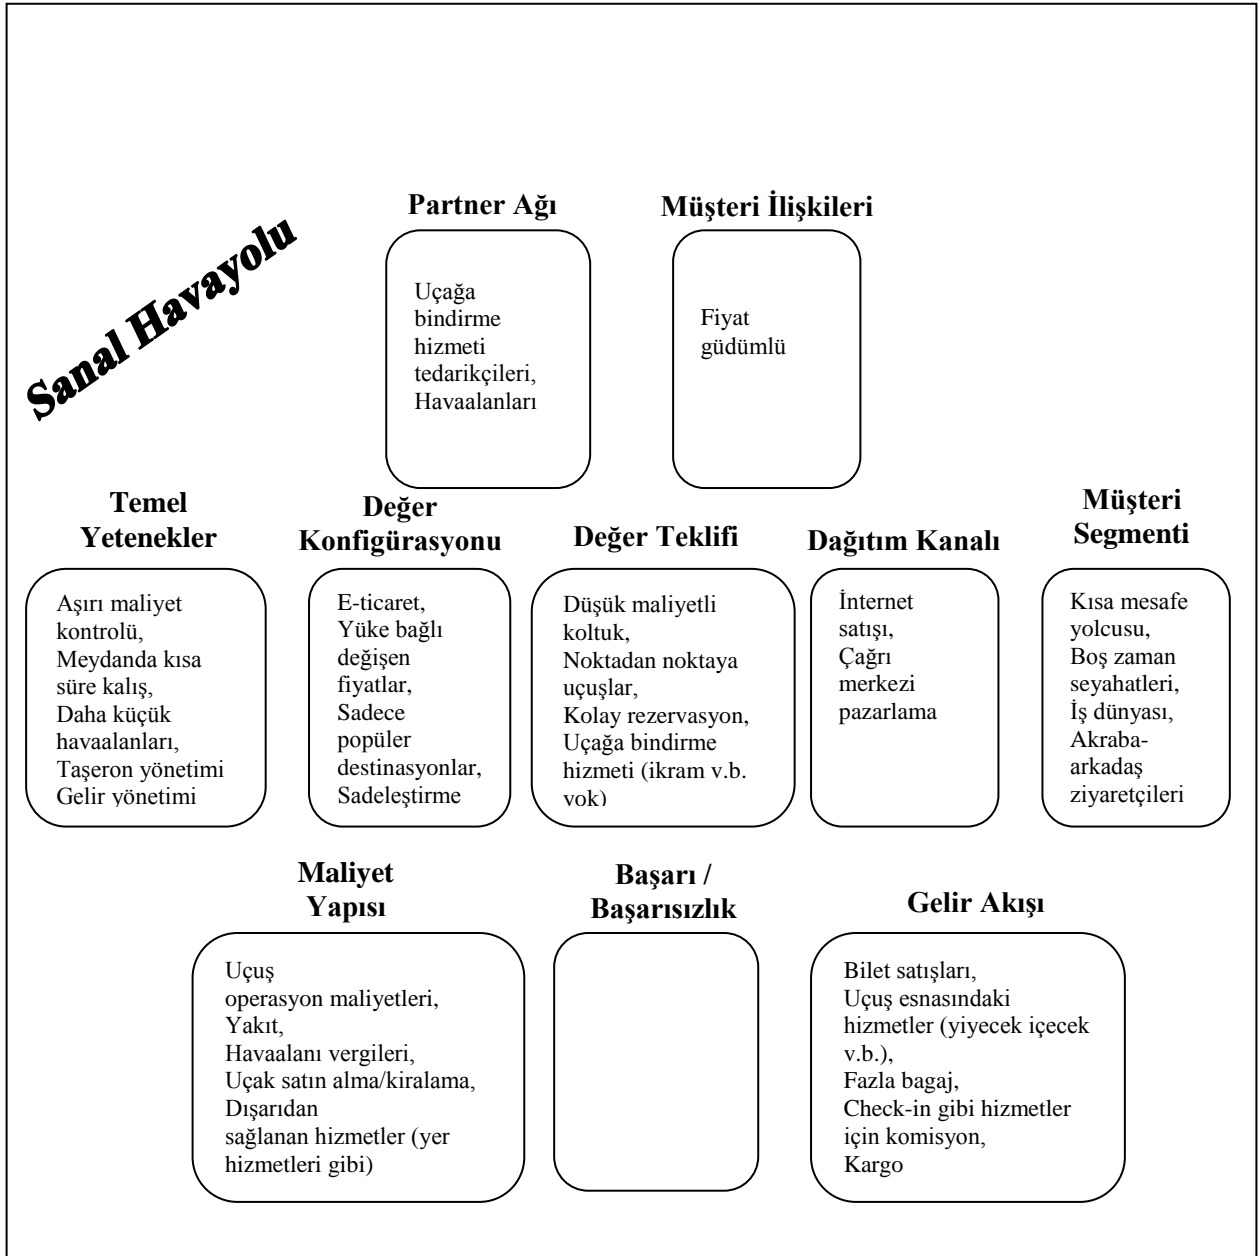 Sanal Havayolu
Partner Ağı
Uçağa
bindirme
hizmeti
tedarikçileri,
Havaalanları
Müşteri İlişkileri
Fiyat
güdümlü
Temel
Yetenekler
Aşırı maliyet
kontrolü,
Meydanda kısa
süre kalış,
Daha küçük
havaalanları,
Taşeron yönetimi
Gelir yönetimi
Değer
Konfigürasyonu
E-ticaret,
Yüke bağlı
değişen
fiyatlar,
Sadece
popüler
destinasyonlar,
Sadeleştirme
Değer Teklifi
Düşük maliyetli
koltuk,
Noktadan noktaya
uçuşlar,
Kolay rezervasyon,
Uçağa bindirme
hizmeti (ikram v.b.
yok)
Dağıtım Kanalı
İnternet
satışı,
Çağrı
merkezi
pazarlama
Müşteri
Segmenti
Kısa mesafe
yolcusu,
Boş zaman
seyahatleri,
İş dünyası,
Akraba-
arkadaş
ziyaretçileri
Maliyet
Yapısı
Uçuş
operasyon maliyetleri,
Yakıt,
Havaalanı vergileri,
Uçak satın alma/kiralama,
Dışarıdan
sağlanan hizmetler (yer
hizmetleri gibi)
Başarı /
Başarısızlık
Gelir Akışı
Bilet satışları,
Uçuş esnasındaki
hizmetler (yiyecek içecek
v.b.),
Fazla bagaj,
Check-in gibi hizmetler
için komisyon,
Kargo